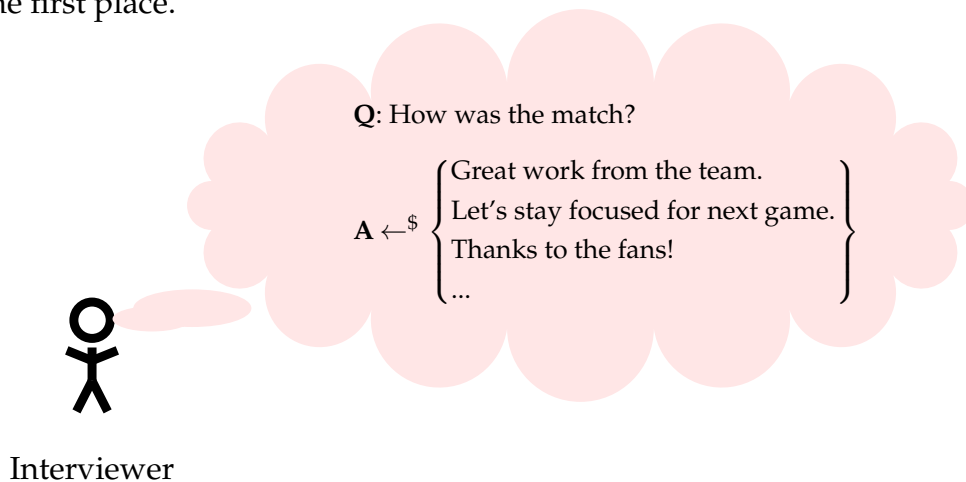 he first place.
Q: How was the match?
A ←$ { Great work from the team.
Let's stay focused for next game.
Thanks to the fans!
... }
Interviewer